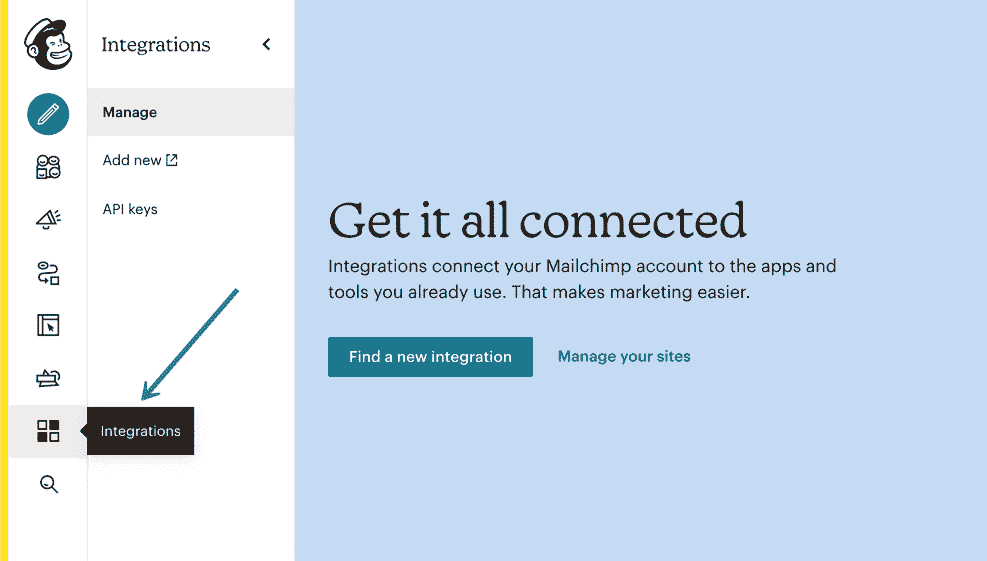 Integrations
Manage
Add new
API keys
Integrations
Get it all connected
Integrations connect your Mailchimp account to the apps and
tools you already use. That makes marketing easier.
Find a new integration
Manage your sites